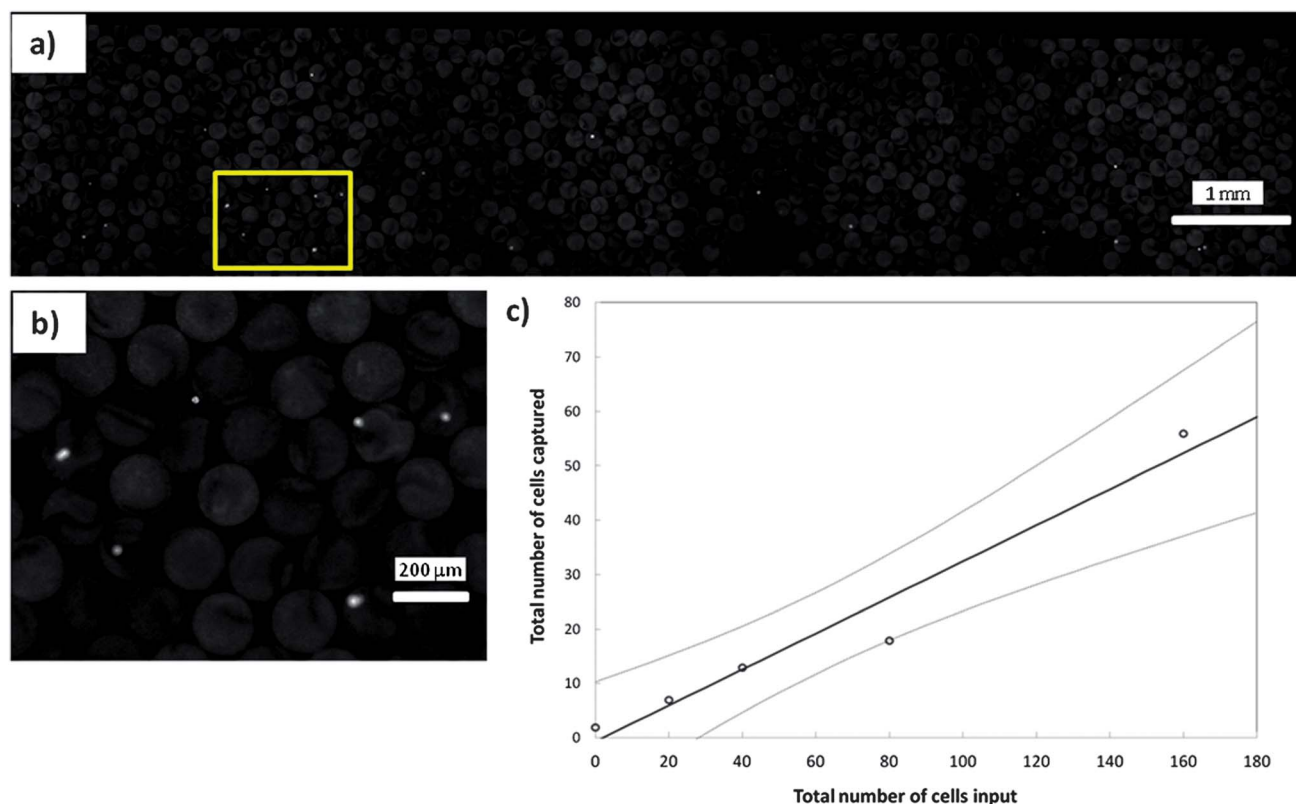 a)
1 mm
b)
200 µm
c)
80
70
60
50
40
30
20
10
0
Total number of cells captured
0 20 40 60 80 100 120 140 160 180
Total number of cells input